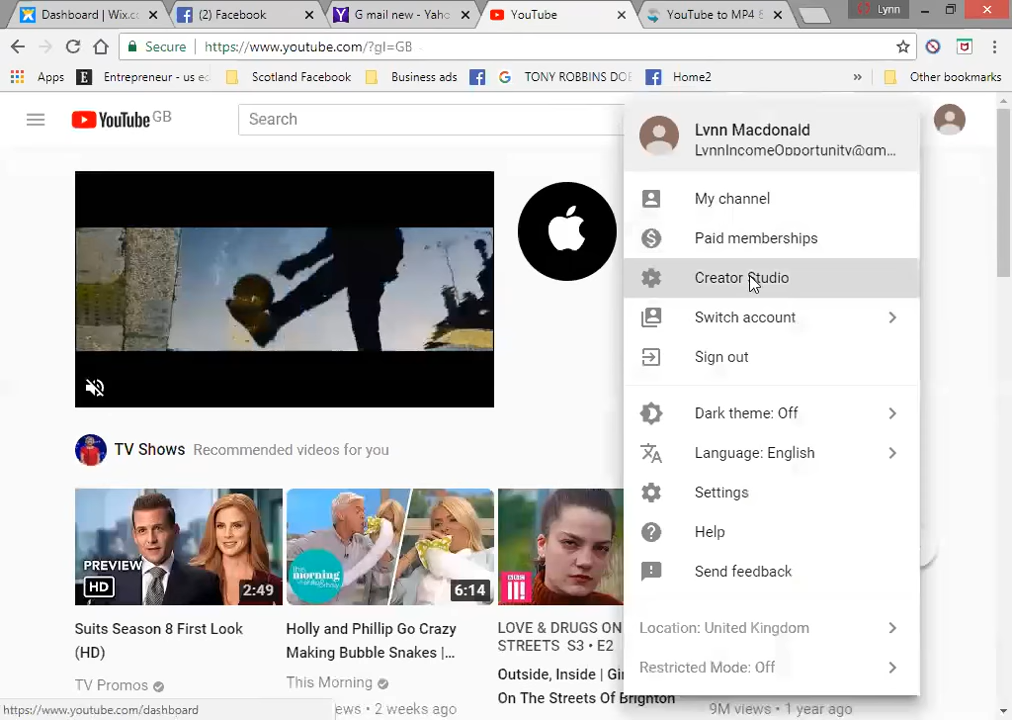 Dashboard | Wix.co
(2) Facebook
G mail new - Yaho
YouTube
YouTube to MP4 &
Lynn
Secure
https://www.youtube.com/?gl=GB
Apps
Entrepreneur - us ed
Scotland Facebook
Business ads
TONY ROBBINS DOE
Home2
»
Other bookmarks
YouTube GB
Search
Lynn Macdonald
LynnIncomeOpportunity@gm...
My channel
Paid memberships
Creator Studio
Switch account
Sign out
Dark theme: Off
Language: English
Settings
Help
Send feedback
Location: United Kingdom
Restricted Mode: Off
TV Shows Recommended videos for you
PREVIEW
HD
2:49
this
morning
6:14
BBC
III
Suits Season 8 First Look
(HD)
TV Promos
Holly and Phillip Go Crazy
Making Bubble Snakes |...
This Morning
ews • 2 weeks ago
LOVE & DRUGS ON
STREETS S3 • E2
Outside, Inside | Gi
On The Streets Of Brighton
9M views • 1 year ago
https://www.youtube.com/dashboard